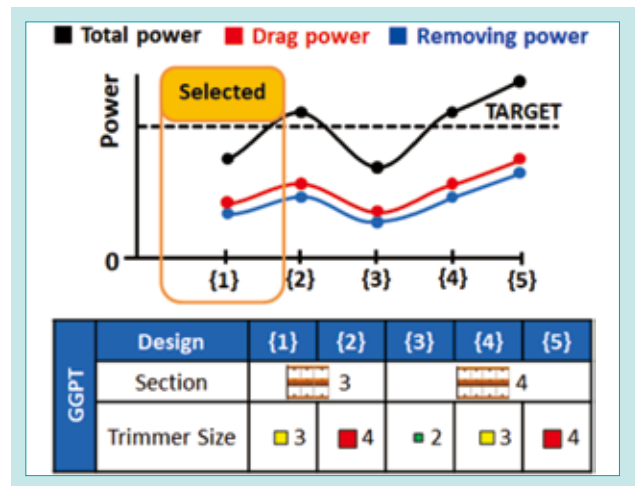 Total power Drag power Removing power
Power
Selected
TARGET
0
{1} {2} {3} {4} {5}
GGPT
Design {1} {2} {3} {4} {5}
Section 3 4
Trimmer Size 3 4 2 3 4